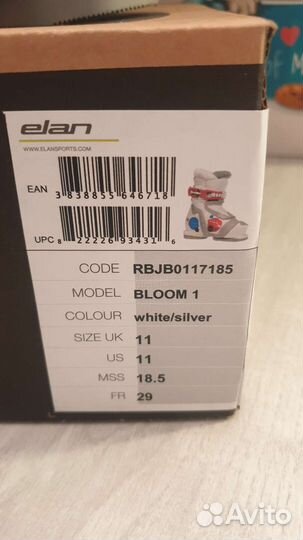 elan
WWW.ELANSPORTS.COM
EAN
3 838855 646718
UPC 8 22226 93431 6
CODE RBJB0117185
MODEL BLOOM 1
COLOUR white/silver
SIZE UK 11
US 11
MSS 18.5
FR 29
Avito